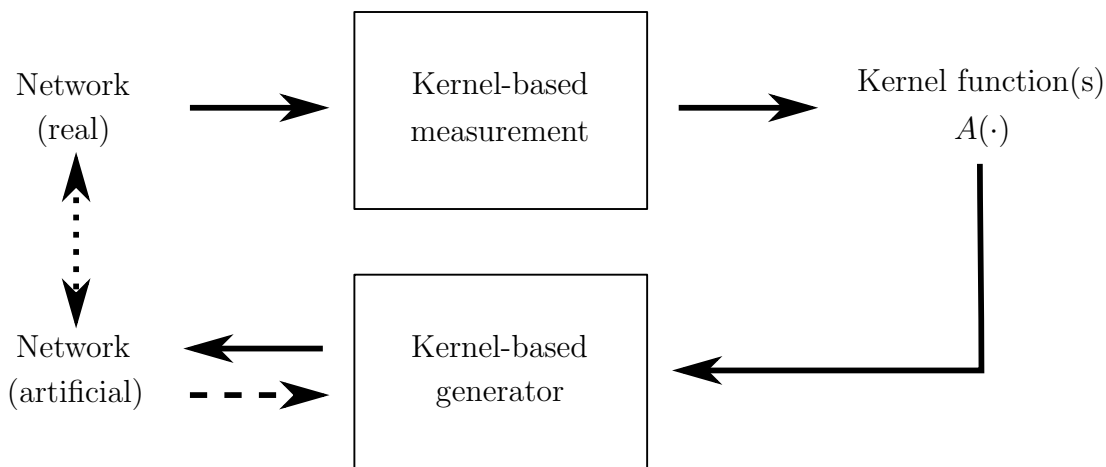 Network
(real)
Kernel-based
measurement
Kernel function(s)
A(·)
Network
(artificial)
Kernel-based
generator